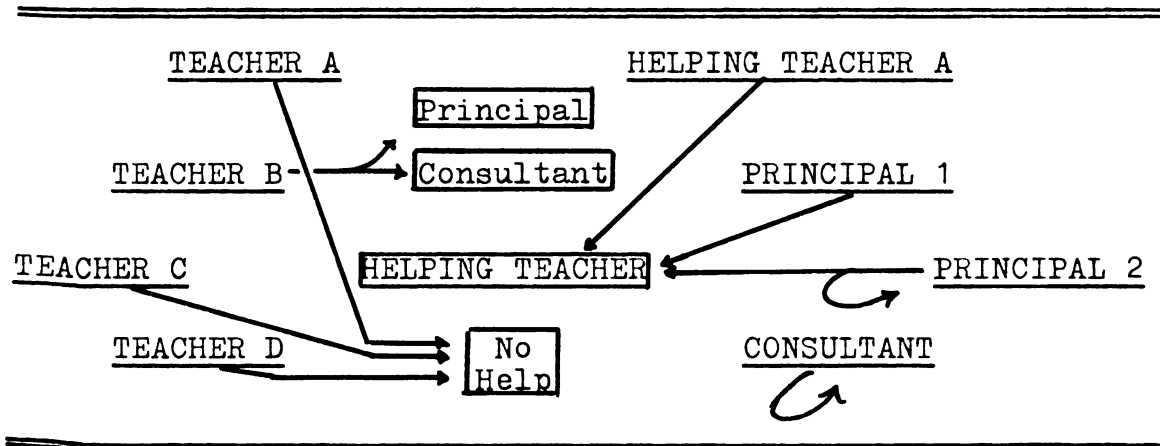 TEACHER A
HELPING TEACHER A
Principal
TEACHER B
Consultant
PRINCIPAL 1
TEACHER C
HELPING TEACHER
PRINCIPAL 2
TEACHER D
No
Help
CONSULTANT